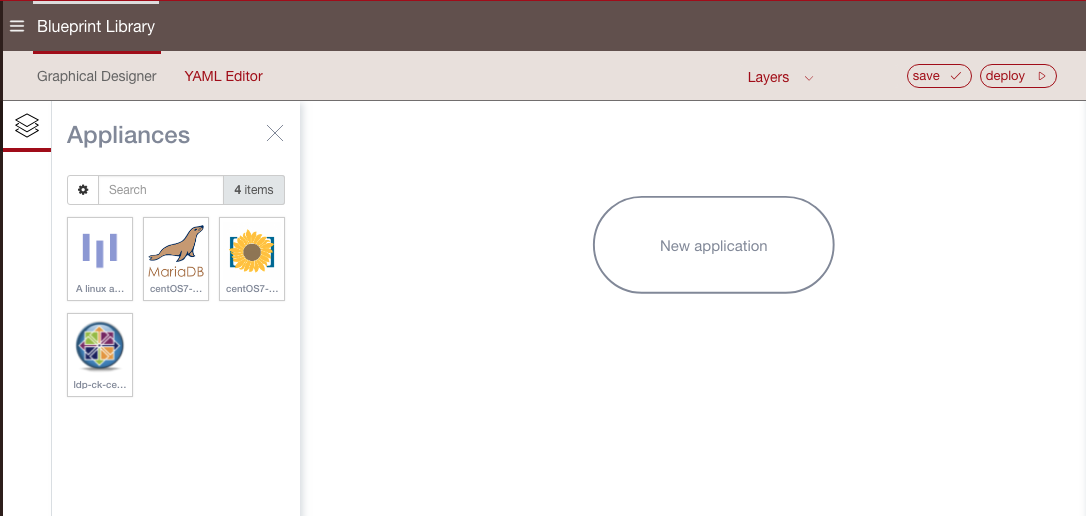 Blueprint Library
Graphical Designer YAML Editor Layers save deploy
Appliances
Search 4 items
MariaDB
A linux a... centOS7-... centOS7-...
ldp-ck-ce...
New application